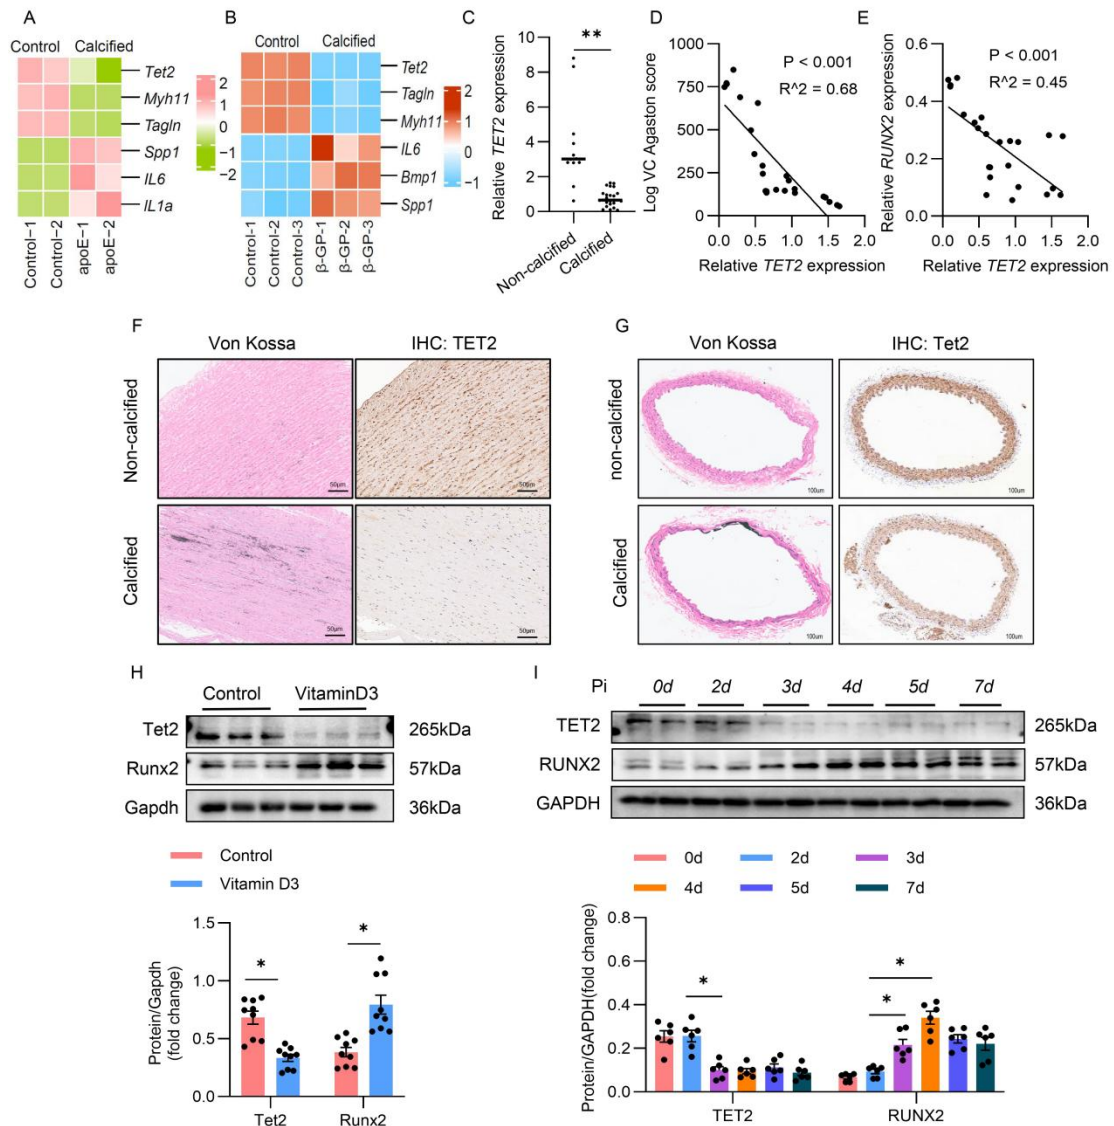 A
Control
Calcified
Tet2
Myh11
Tagln
Spp1
IL6
IL1a
2
1
0
−1
−2
Control-1
Control-2
apoE-1
apoE-2
B
Control
Calcified
Tet2
Tagln
Myh11
IL6
Bmp1
Spp1
2
1
0
−1
Control-1
Control-2
Control-3
β-GP-1
β-GP-2
β-GP-3
C
Relative TET2 expression
10
8
6
4
2
0
**
Non-calcified
Calcified
D
Log VC Agaston score
1000
750
500
250
0
P < 0.001
R^2 = 0.68
0.0
0.5
1.0
1.5
2.0
Relative TET2 expression
E
Relative RUNX2 expression
0.6
0.4
0.2
0.0
P < 0.001
R^2 = 0.45
0.0
0.5
1.0
1.5
2.0
Relative TET2 expression
F
Von Kossa
IHC: TET2
Non-calcified
50μm
50μm
Calcified
50μm
50μm
G
Von Kossa
IHC: Tet2
non-calcified
100um
100um
Calcified
100um
100um
H
Control
VitaminD3
Tet2
265kDa
Runx2
57kDa
Gapdh
36kDa
Control
Vitamin D3
Protein/Gapdh
(fold change)
1.5
1.0
0.5
0.0
*
*
Tet2
Runx2
I
Pi
0d
2d
3d
4d
5d
7d
TET2
265kDa
RUNX2
57kDa
GAPDH
36kDa
0d
2d
3d
4d
5d
7d
Protein/GAPDH(fold change)
0.8
0.6
0.4
0.2
0.0
*
*
*
TET2
RUNX2